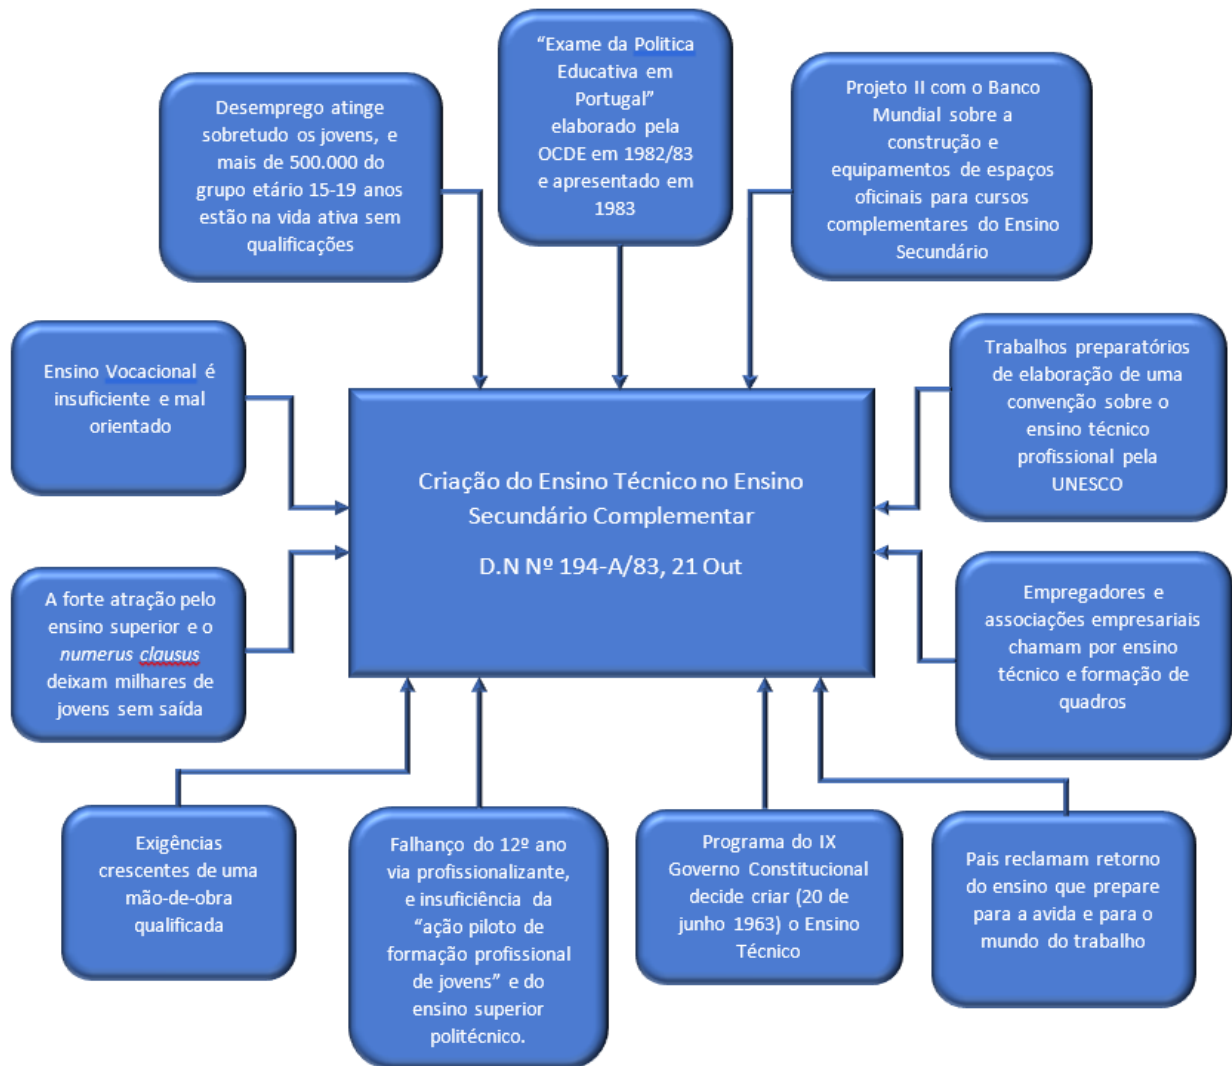 “Exame da Politica
Educativa em
Portugal”
elaborado pela
OCDE em 1982/83
e apresentado em
1983
Desemprego atinge
sobretudo os jovens, e
mais de 500.000 do
grupo etário 15-19 anos
estão na vida ativa sem
qualificações
Projeto II com o Banco
Mundial sobre a
construção e
equipamentos de espaços
oficinais para cursos
complementares do Ensino
Secundário
Ensino Vocacional é
insuficiente e mal
orientado
Trabalhos preparatórios
de elaboração de uma
convenção sobre o
ensino técnico
profissional pela
UNESCO
Criação do Ensino Técnico no Ensino
Secundário Complementar
D.N Nº 194-A/83, 21 Out
A forte atração pelo
ensino superior e o
numerus clausus
deixam milhares de
jovens sem saída
Empregadores e
associações empresariais
chamam por ensino
técnico e formação de
quadros
Exigências
crescentes de uma
mão-de-obra
qualificada
Falhanço do 12º ano
via profissionalizante,
e insuficiência da
“ação piloto de
formação profissional
de jovens” e do
ensino superior
politécnico.
Programa do IX
Governo Constitucional
decide criar (20 de
junho 1963) o Ensino
Técnico
Pais reclamam retorno
do ensino que prepare
para a avida e para o
mundo do trabalho